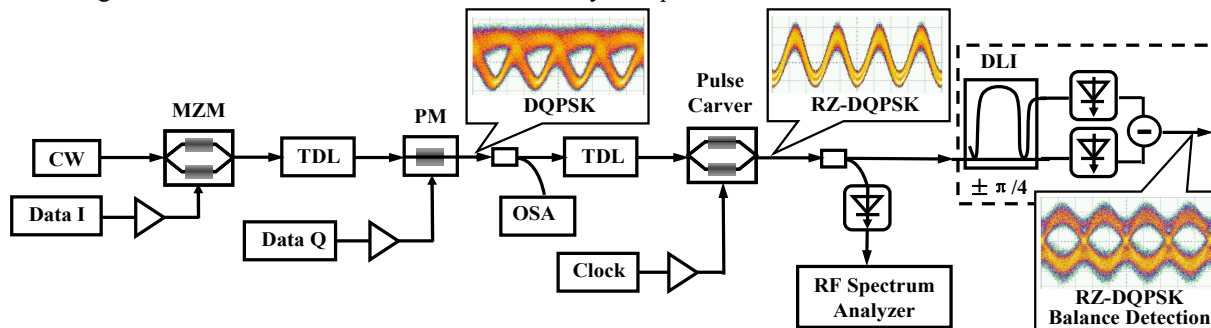 DLI
Pulse
Carver
DQPSK
RZ-DQPSK
MZM
PM
CW
TDL
TDL
± π /4
Data I
OSA
Data Q
Clock
RF Spectrum
Analyzer
RZ-DQPSK
Balance Detection